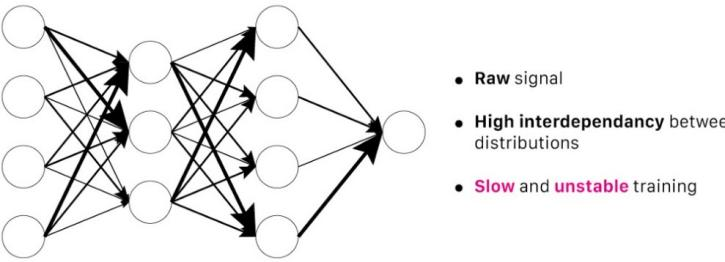 Raw signal
High interdependancy betwee
distributions
Slow and unstable training